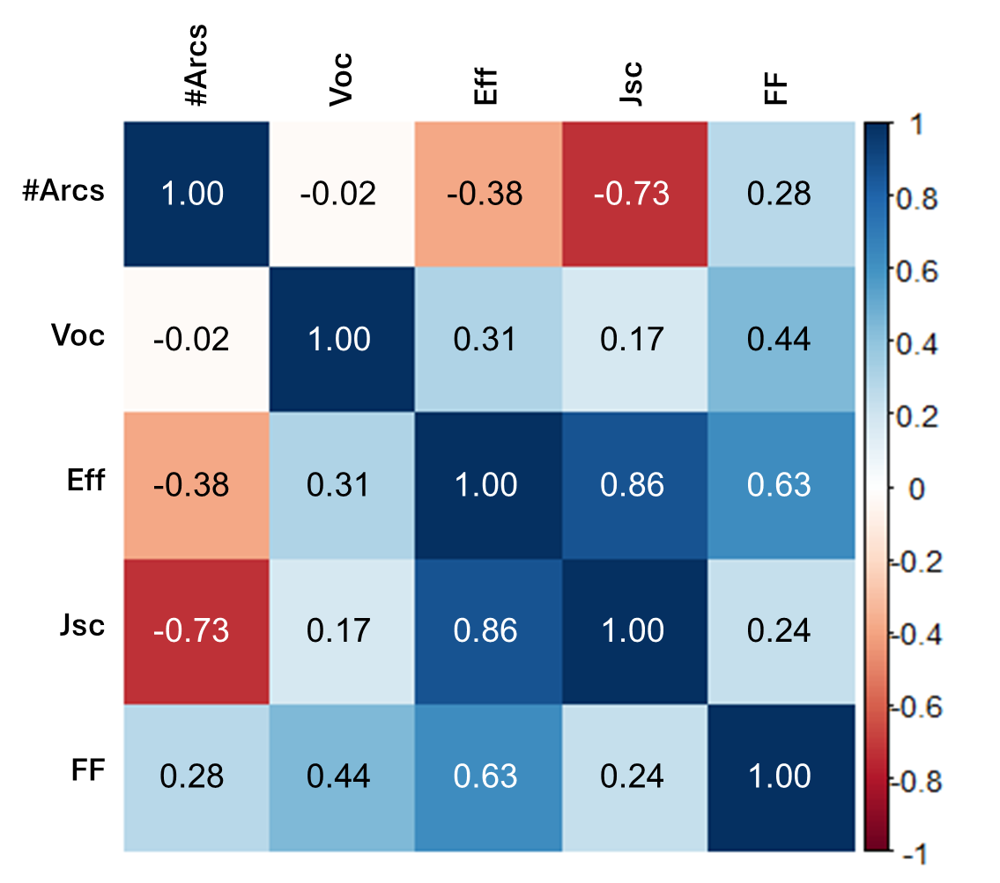 #Arcs Voc Eff Jsc FF
#Arcs 1.00 -0.02 -0.38 -0.73 0.28
Voc -0.02 1.00 0.31 0.17 0.44
Eff -0.38 0.31 1.00 0.86 0.63
Jsc -0.73 0.17 0.86 1.00 0.24
FF 0.28 0.44 0.63 0.24 1.00
1
0.8
0.6
0.4
0.2
0
-0.2
-0.4
-0.6
-0.8
-1